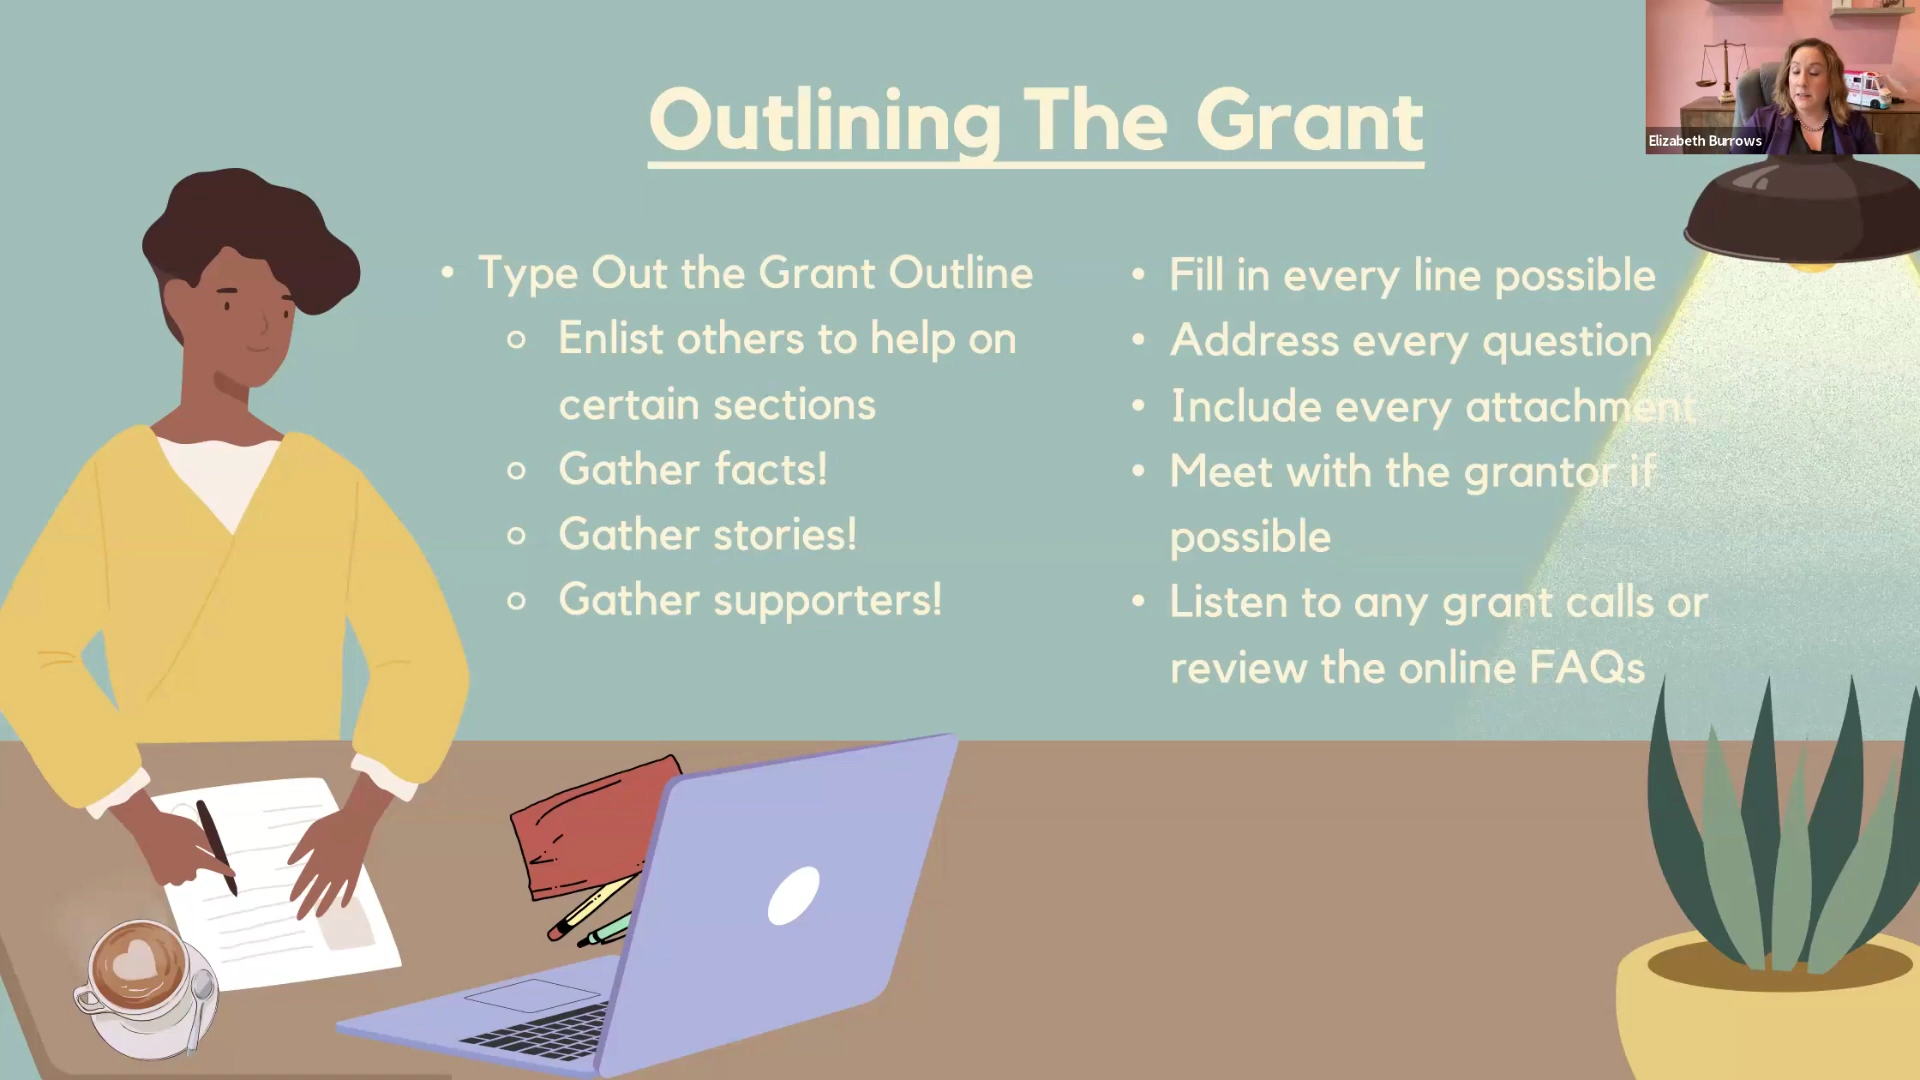 Outlining The Grant
Elizabeth Burrows
• Type Out the Grant Outline
○ Enlist others to help on
certain sections
○ Gather facts!
○ Gather stories!
○ Gather supporters!
• Fill in every line possible
• Address every question
• Include every attachment
• Meet with the grantor if
possible
• Listen to any grant calls or
review the online FAQs